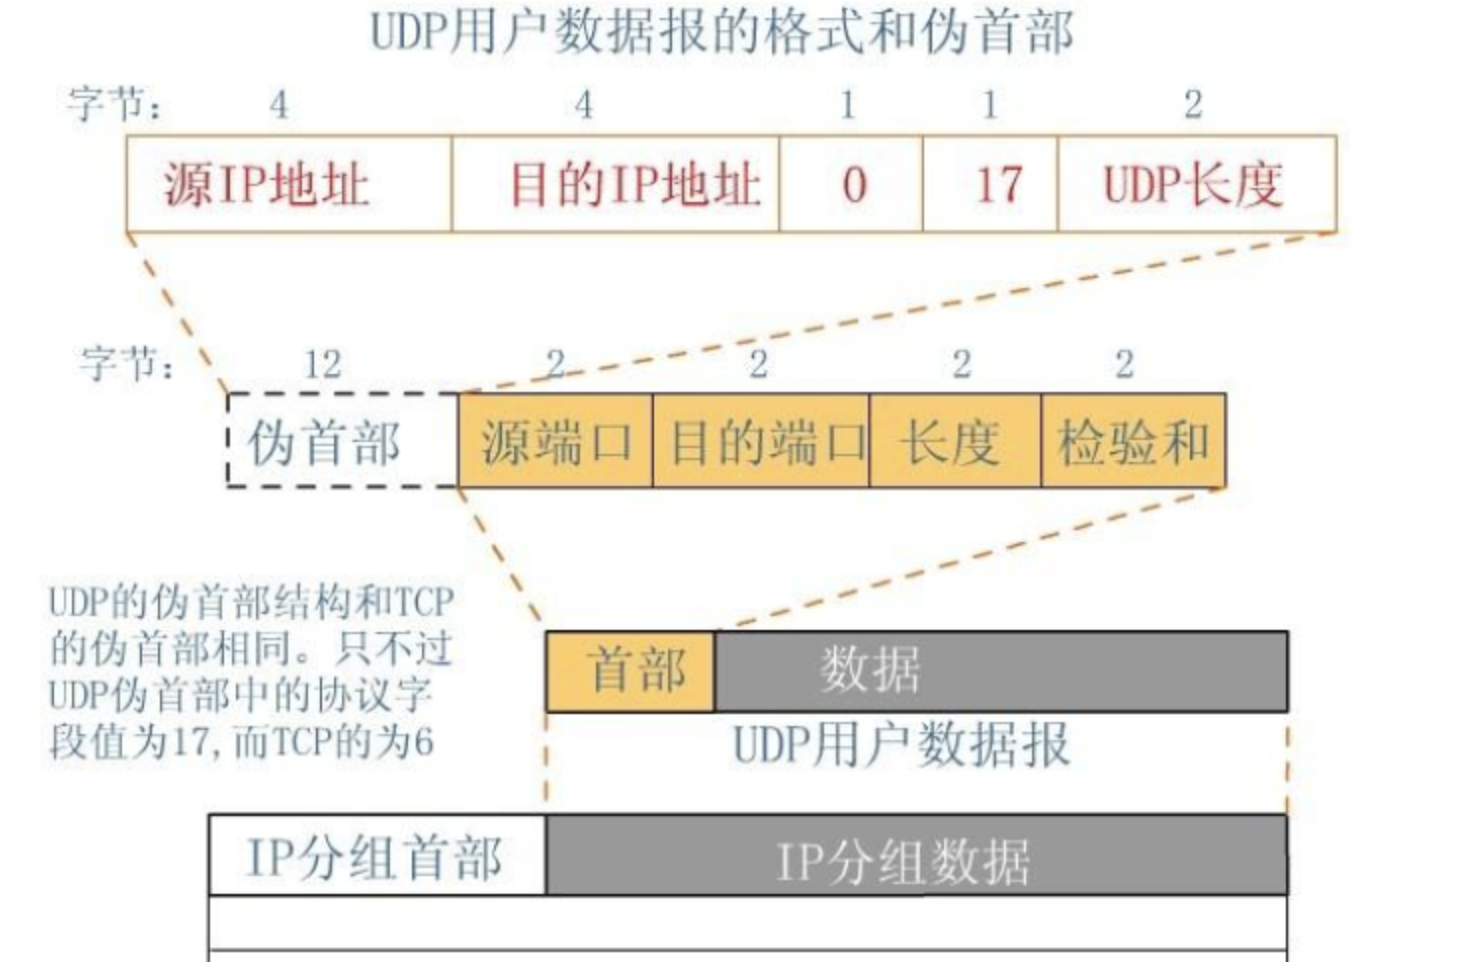 UDP用户数据报的格式和伪首部
字节: 4 4 1 1 2
源IP地址 目的IP地址 0 17 UDP长度
字节: 12 2 2 2 2
伪首部 源端口 目的端口 长度 检验和
UDP的伪首部结构和TCP
的伪首部相同。只不过
UDP伪首部中的协议字
段值为17,而TCP的为6
首部 数据
UDP用户数据报
IP分组首部 IP分组数据